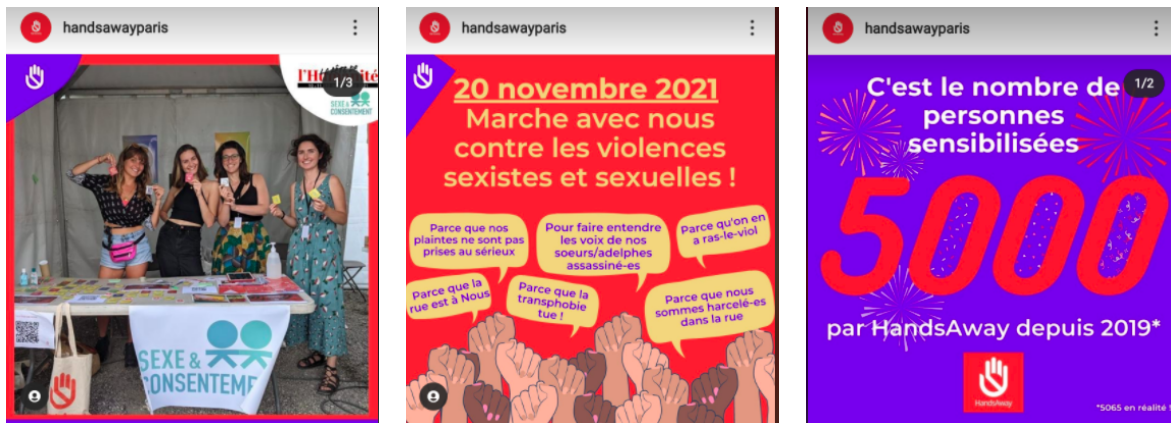 handsawayparis
1/3
SEXE &
CONSENTEMENT
SEXE &
handsawayparis
20 novembre 2021
Marche avec nous
contre les violences
sexistes et sexuelles !
Parce que nos
plaintes ne sont pas
prises au sérieux
Pour faire entendre
les voix de nos
soeurs/adelphes
assassiné-es
Parce qu'on en
a ras-le-viol
Parce que la
rue est à Nous
Parce que la
transphobie
tue !
Parce que nous
sommes harcelé-es
dans la rue
handsawayparis
1/2
C'est le nombre de
personnes
sensibilisées
5000
par HandsAway depuis 2019*
HandsAway
*5065 en réalité !